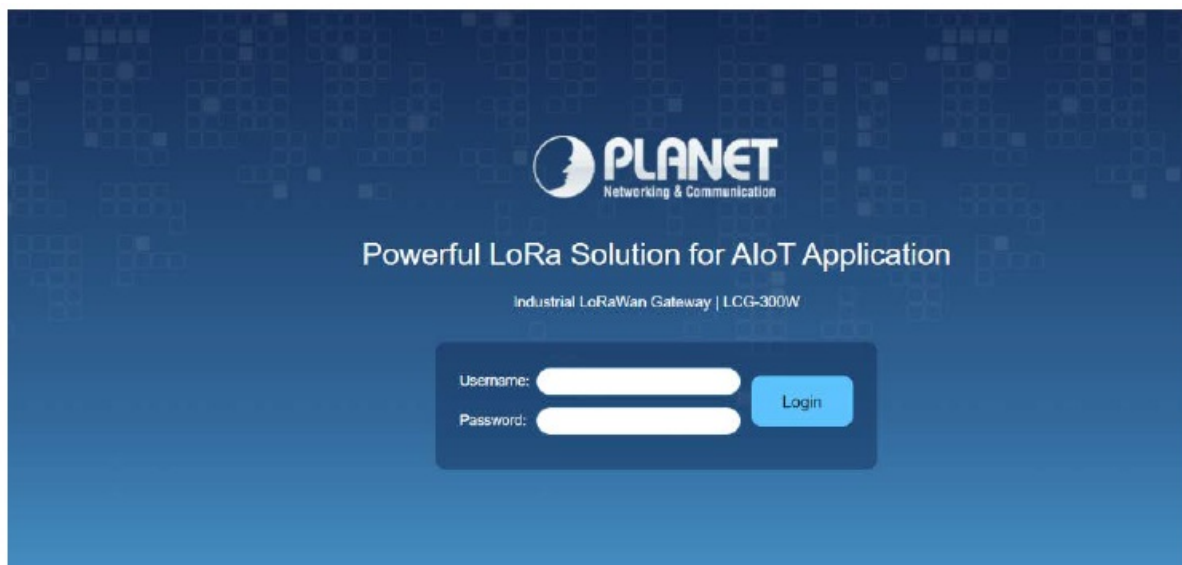 PLANET
Networking & Communication
Powerful LoRa Solution for AIoT Application
Industrial LoRaWan Gateway | LCG-300W
Username:
Login
Password: